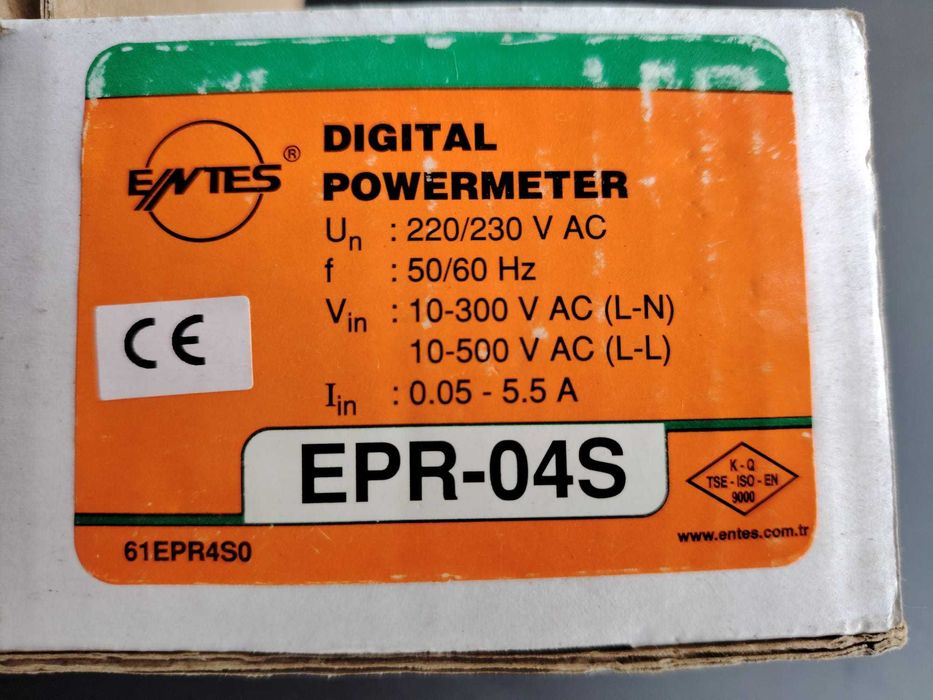 ENTES®
DIGITAL
POWERMETER
Un : 220/230 V AC
f : 50/60 Hz
Vin : 10-300 V AC (L-N)
10-500 V AC (L-L)
Iin : 0.05 - 5.5 A
CE
EPR-04S
K - Q
TSE - ISO - EN
9000
www.entes.com.tr
61EPR4S0